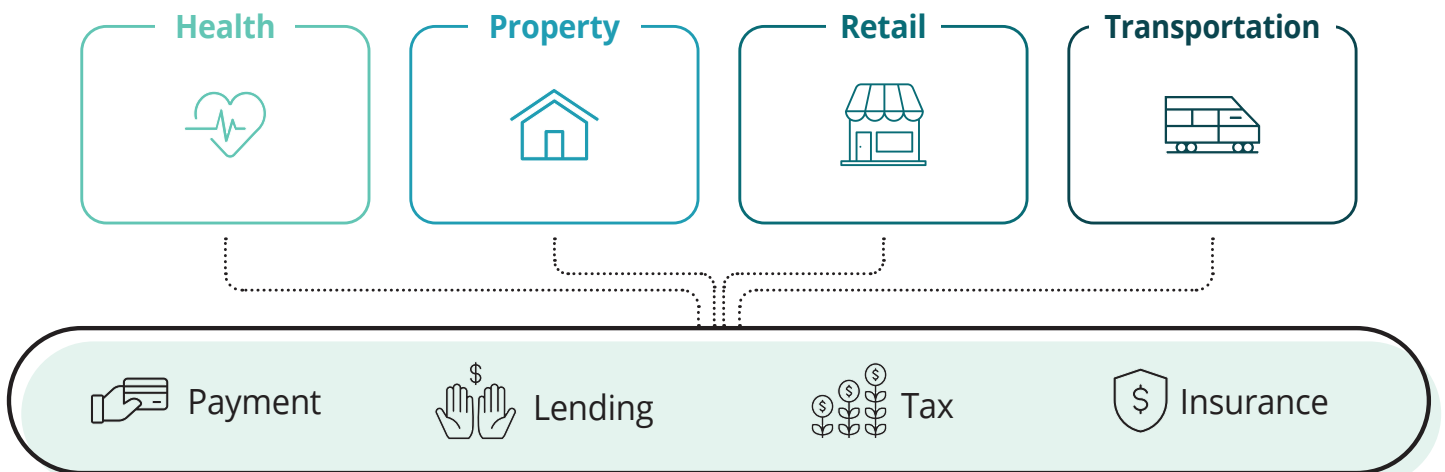 Health
Property
Retail
Transportation
$
Payment
Lending
$
$
$
Tax
$
Insurance